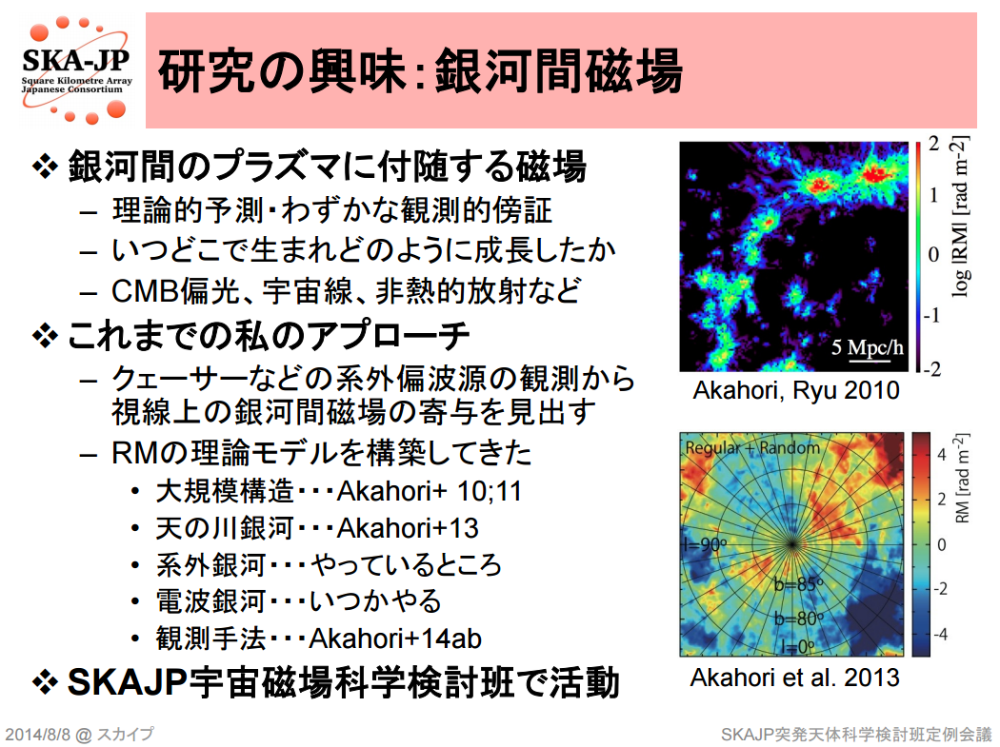 SKA-JP
Square Kilometre Array
Japanese Consortium
研究の興味：銀河間磁場
❖ 銀河間のプラズマに付随する磁場
– 理論的予測・わずかな観測的傍証
– いつどこで生まれどのように成長したか
– CMB偏光、宇宙線、非熱的放射など
❖ これまでの私のアプローチ
– クェーサーなどの系外偏波源の観測から
視線上の銀河間磁場の寄与を見出す
– RMの理論モデルを構築してきた
• 大規模構造・・・Akahori+ 10;11
• 天の川銀河・・・Akahori+13
• 系外銀河・・・やっているところ
• 電波銀河・・・いつかやる
• 観測手法・・・Akahori+14ab
❖ SKAJP宇宙磁場科学検討班で活動
2
1
0
-1
-2
log |RM| [rad m-2]
5 Mpc/h
Akahori, Ryu 2010
Regular + Random
l=90°
b=85°
b=80°
l=0°
4
2
0
-2
-4
RM [rad m-2]
Akahori et al. 2013
2014/8/8 @ スカイプ
SKAJP突発天体科学検討班定例会議